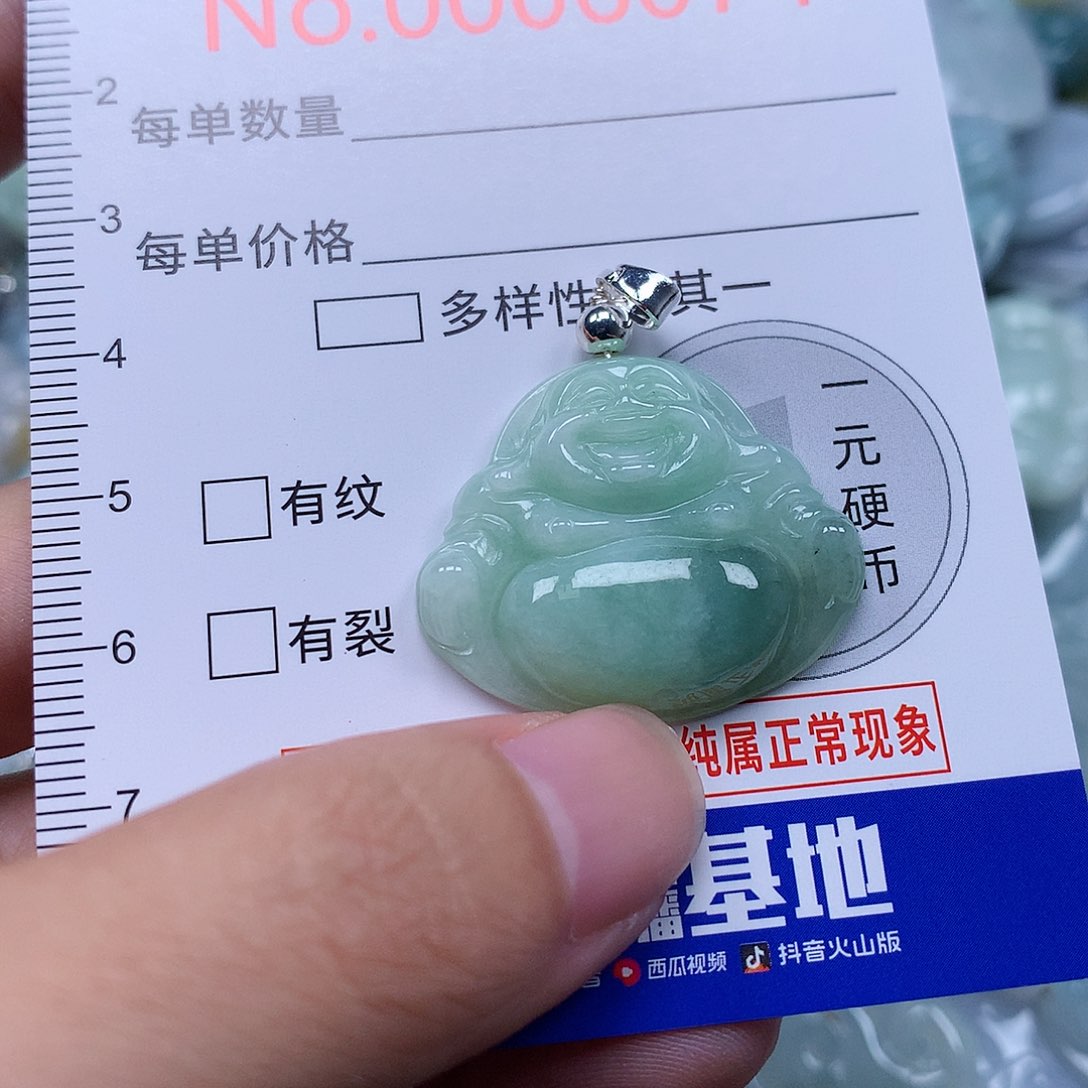 2
每单数量
3
每单价格
多样性 其一
4
一元硬币
5
有纹
6
有裂
纯属正常现象
7
基地
西瓜视频 抖音火山版